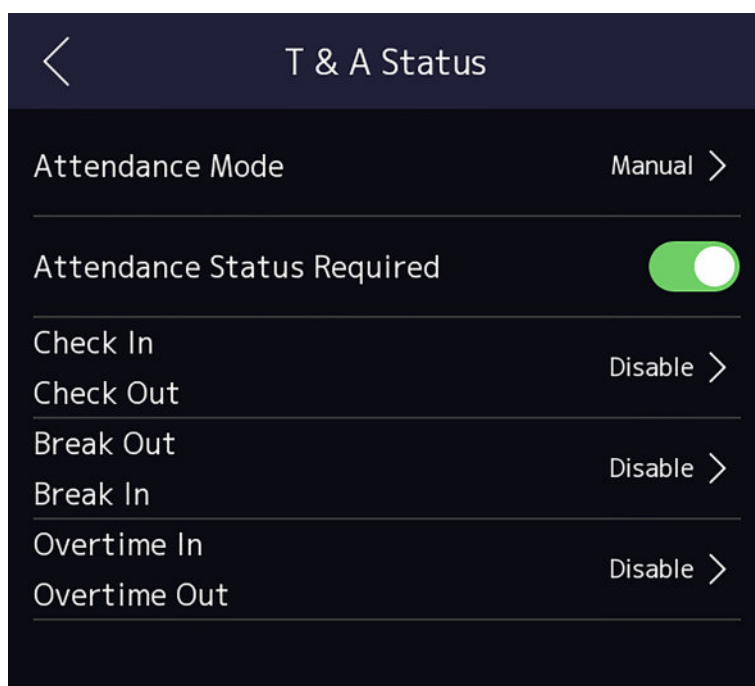 T & A Status
Attendance Mode Manual
Attendance Status Required
Check In
Check Out
Disable
Break Out
Break In
Disable
Overtime In
Overtime Out
Disable